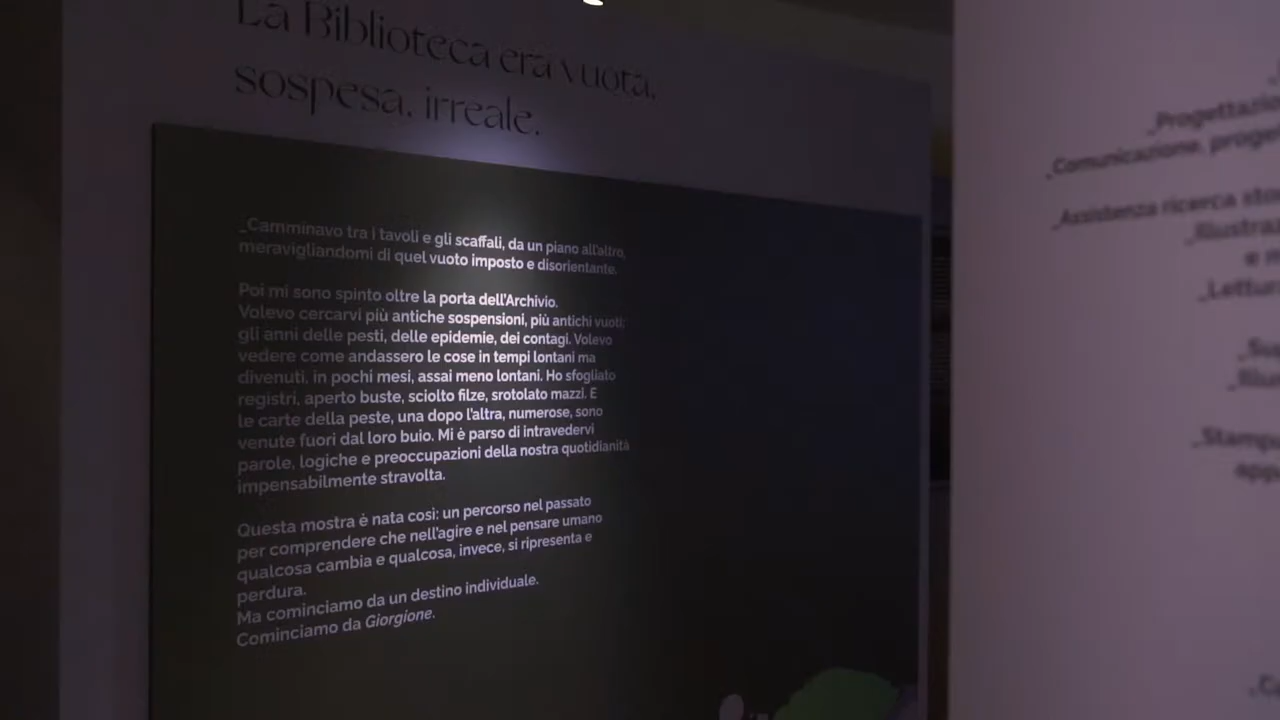 La Biblioteca era vuota,
sospesa, irreale.
_Camminavo tra i tavoli e gli scaffali, da un piano all'altro,
meravigliandomi di quel vuoto imposto e disorientante.
Poi mi sono spinto oltre la porta dell'Archivio.
Volevo cercarvi più antiche sospensioni, più antichi vuoti:
gli anni delle pesti, delle epidemie, dei contagi. Volevo
vedere come andassero le cose in tempi lontani ma
divenuti, in pochi mesi, assai meno lontani. Ho sfogliato
registri, aperto buste, sciolto filze, srotolato mazzi. E
le carte della peste, una dopo l'altra, numerose, sono
venute fuori dal loro buio. Mi è parso di intravedervi
parole, logiche e preoccupazioni della nostra quotidianità
impensabilmente stravolta.
Questa mostra è nata così: un percorso nel passato
per comprendere che nell'agire e nel pensare umano
qualcosa cambia e qualcosa, invece, si ripresenta e
perdura.
Ma cominciamo da un destino individuale.
Cominciamo da Giorgione.
_Progettazio
_Comunicazione, proge
_Assistenza ricerca sto
_Illustraz
e m
_Lettur
_Stampa